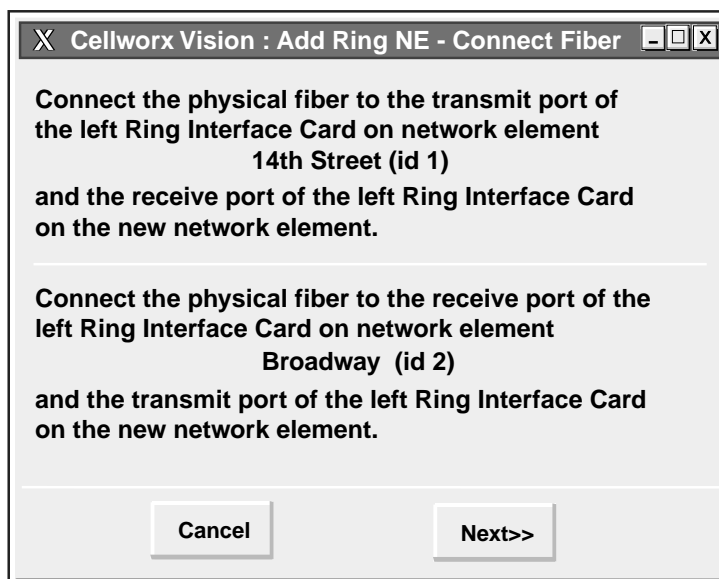 X Cellworx Vision : Add Ring NE - Connect Fiber X
Connect the physical fiber to the transmit port of
the left Ring Interface Card on network element
14th Street (id 1)
and the receive port of the left Ring Interface Card
on the new network element.
Connect the physical fiber to the receive port of the
left Ring Interface Card on network element
Broadway (id 2)
and the transmit port of the left Ring Interface Card
on the new network element.
Cancel Next>>